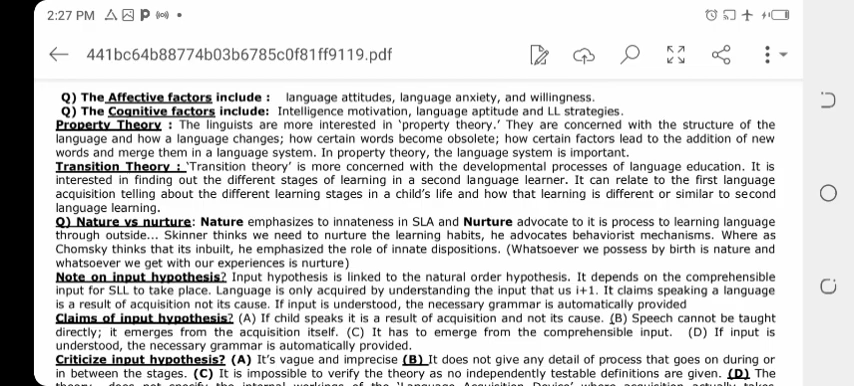 2:27 PM
441bc64b88774b03b6785c0f81ff9119.pdf
Q) The Affective factors include : language attitudes, language anxiety, and willingness.
Q) The Cognitive factors include: Intelligence motivation, language aptitude and LL strategies.
Property Theory : The linguists are more interested in 'property theory.' They are concerned with the structure of the
language and how a language changes; how certain words become obsolete; how certain factors lead to the addition of new
words and merge them in a language system. In property theory, the language system is important.
Transition Theory : 'Transition theory' is more concerned with the developmental processes of language education. It is
interested in finding out the different stages of learning in a second language learner. It can relate to the first language
acquisition telling about the different learning stages in a child's life and how that learning is different or similar to second
language learning.
Q) Nature vs nurture: Nature emphasizes to innateness in SLA and Nurture advocate to it is process to learning language
through outside... Skinner thinks we need to nurture the learning habits, he advocates behaviorist mechanisms. Where as
Chomsky thinks that its inbuilt, he emphasized the role of innate dispositions. (Whatsoever we possess by birth is nature and
whatsoever we get with our experiences is nurture)
Note on input hypothesis? Input hypothesis is linked to the natural order hypothesis. It depends on the comprehensible
input for SLL to take place. Language is only acquired by understanding the input that us i+1. It claims speaking a language
is a result of acquisition not its cause. If input is understood, the necessary grammar is automatically provided
Claims of input hypothesis? (A) If child speaks it is a result of acquisition and not its cause. (B) Speech cannot be taught
directly; it emerges from the acquisition itself. (C) It has to emerge from the comprehensible input. (D) If input is
understood, the necessary grammar is automatically provided.
Criticize input hypothesis? (A) It's vague and imprecise (B) It does not give any detail of process that goes on during or
in between the stages. (C) It is impossible to verify the theory as no independently testable definitions are given. (D) The
theory does not specify the internal workings of the 'Language Acquisition Device' where acquisition actually takes